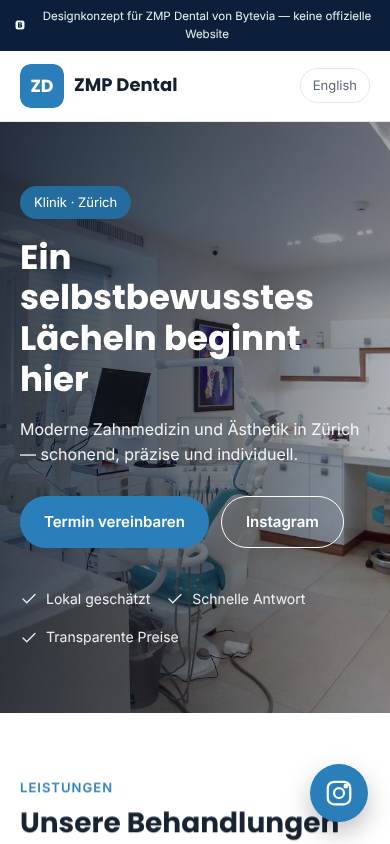 Designkonzept für ZMP Dental von Bytevia — keine offizielle
Website
ZD
ZMP Dental
English
Klinik · Zürich
Ein
selbstbewusstes
Lächeln beginnt
hier
Moderne Zahnmedizin und Ästhetik in Zürich
— schonend, präzise und individuell.
Termin vereinbaren
Instagram
Lokal geschätzt
Schnelle Antwort
Transparente Preise
LEISTUNGEN
Unsere Behandlungen